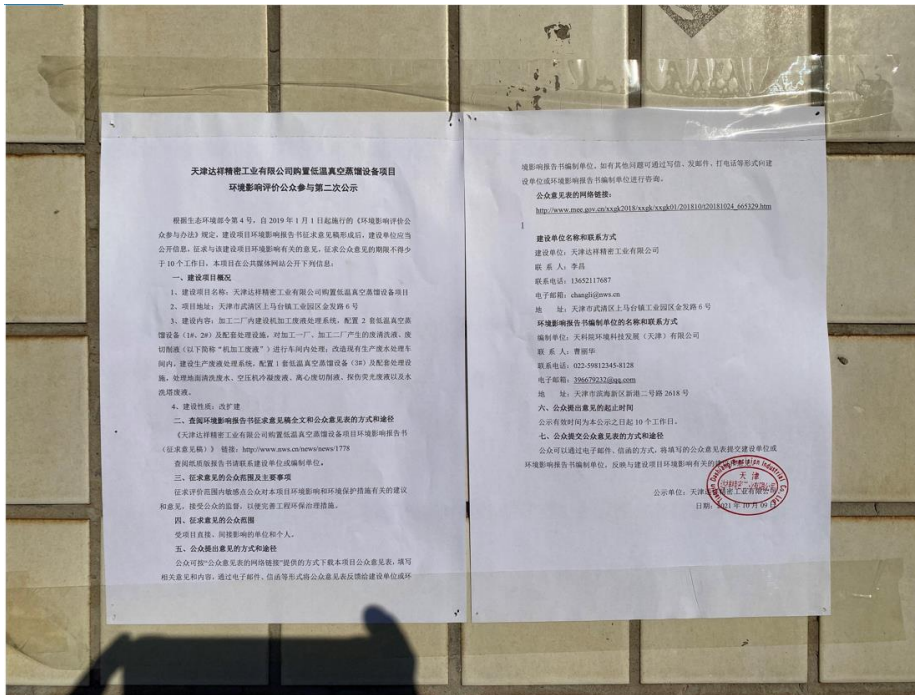 天津达祥精密工业有限公司购置低温真空蒸馏设备项目
环境影响评价公众参与第二次公示
根据生态环境部令第 4 号，自 2019 年 1 月 1 日起施行的《环境影响评价公
众参与办法》规定，建设项目环境影响报告书征求意见稿形成后，建设单位应当
公开信息，征求与该建设项目环境影响有关的意见，征求公众意见的期限不得少
于 10 个工作日。本项目在公共媒体网站公开下列信息：
一、建设项目概况
1、建设项目名称：天津达祥精密工业有限公司购置低温真空蒸馏设备项目
2、项目地址：天津市武清区上马台镇工业园区金发路 6 号
3、建设内容：加工二厂内建设机加工废液处理系统，配置 2 套低温真空蒸
馏设备（1#、2#）及配套处理设施，对加工一厂、加工二厂产生的废清洗液、废
切削液（以下简称“机加工废液”）进行车间内处理；改造现有生产废水处理车
间内，建设生产废液处理系统，配置 1 套低温真空蒸馏设备（3#）及配套处理设
施，处理地面清洗废水、空压机冷凝废液、离心废切削液、探伤荧光废液以及水
洗塔废液。
4、建设性质：改扩建
二、查阅环境影响报告书征求意见稿全文和公众意见表的方式和途径
《天津达祥精密工业有限公司购置低温真空蒸馏设备项目环境影响报告书
（征求意见稿）》 链接：http://www.nws.cn/news/news/1778
查阅纸质版报告书请联系建设单位或编制单位。
三、征求意见的公众范围及主要事项
征求评价范围内敏感点公众对本项目环境影响和环境保护措施有关的建议
和意见，接受公众的监督，以便完善工程环保治理措施。
四、征求意见的公众范围
受项目直接、间接影响的单位和个人。
五、公众提出意见的方式和途径
公众可按“公众意见表的网络链接”提供的方式下载本项目公众意见表，填写
相关意见和内容，通过电子邮件、信函等形式将公众意见表反馈给建设单位或环
境影响报告书编制单位，如有其他问题可通过写信、发邮件、打电话等形式向建
设单位或环境影响报告书编制单位进行咨询。
公众意见表的网络链接：
http://www.mee.gov.cn/xxgk2018/xxgk/xxgk01/201810/t20181024_665329.htm
l
建设单位名称和联系方式
建设单位：天津达祥精密工业有限公司
联 系 人：李昌
联系电话：13652117687
电子邮箱：changli@nws.cn
地 址：天津市武清区上马台镇工业园区金发路 6 号
环境影响报告书编制单位的名称和联系方式
编制单位：天科院环境科技发展（天津）有限公司
联 系 人：曹丽华
联系电话：022-59812345-8128
电子邮箱：396679232@qq.com
地 址：天津市滨海新区新港二号路 2618 号
六、公众提出意见的起止时间
公示有效时间为本公示之日起 10 个工作日。
七、公众提交公众意见表的方式和途径
公众可以通过电子邮件、信函的方式，将填写的公众意见表提交建设单位或
环境影响报告书编制单位，反映与建设项目环境影响有关的
公示单位：天津达祥精密工业有限公司
日期：2021 年 10 月 09 日
天 津